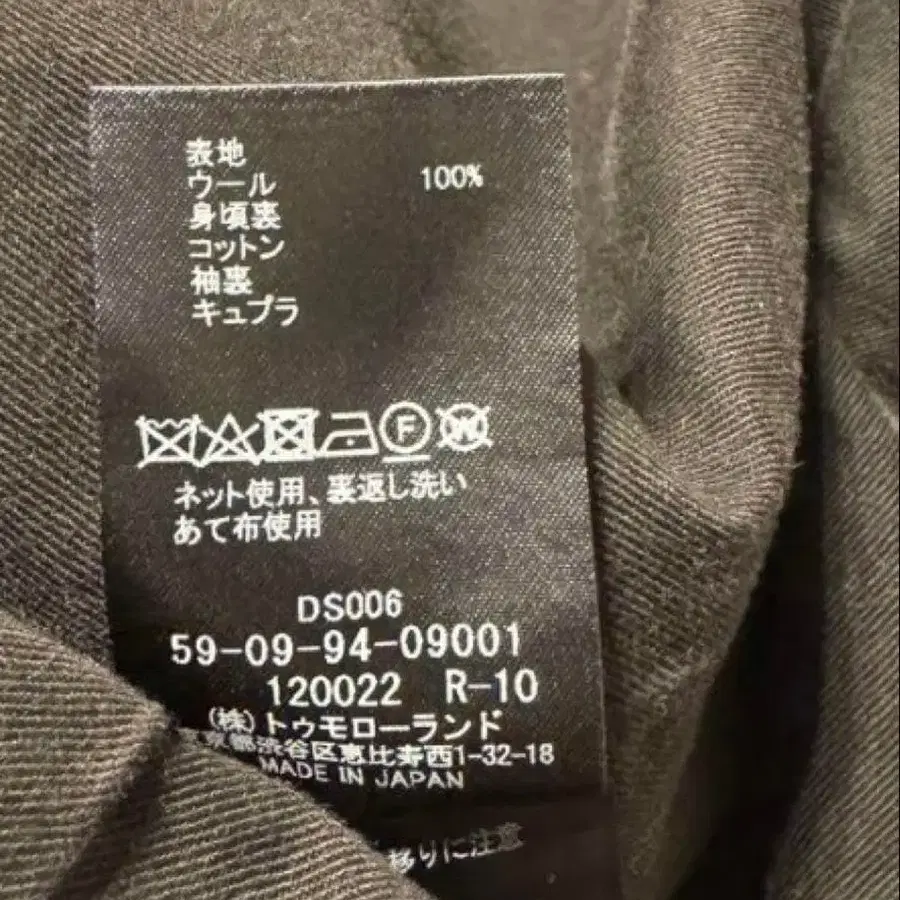 表地
ウール 100%
身頃裏
コットン
袖裏
キュプラ
F W
ネット使用、裏返し洗い
あて布使用
DS006
59-09-94-09001
120022 R-10
(株)トゥモローランド
東京都渋谷区恵比寿西1-32-18
MADE IN JAPAN
移りに注意